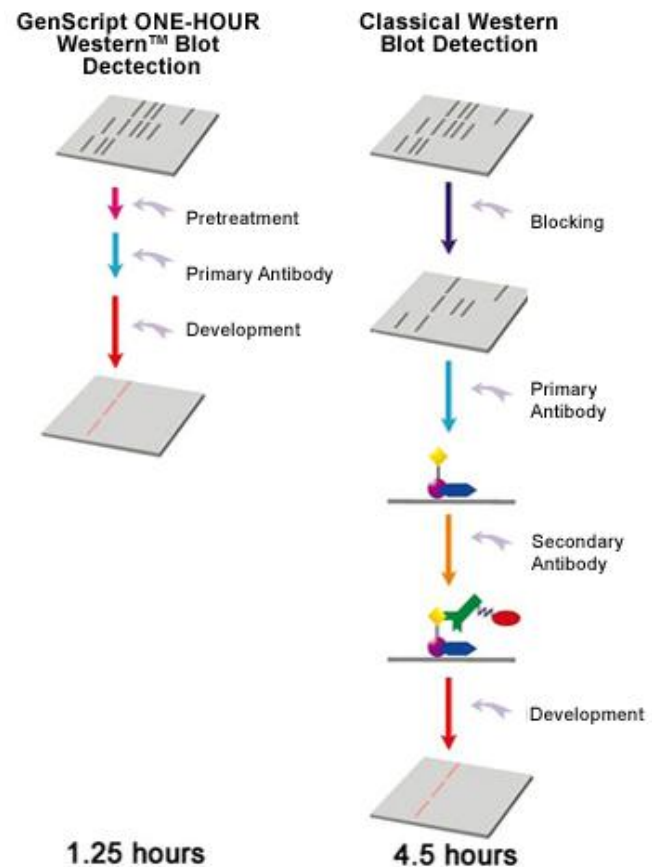 GenScript ONE-HOUR
Western™ Blot
Dectection
Pretreatment
Primary Antibody
Development
1.25 hours
Classical Western
Blot Detection
Blocking
Primary
Antibody
Secondary
Antibody
Development
4.5 hours